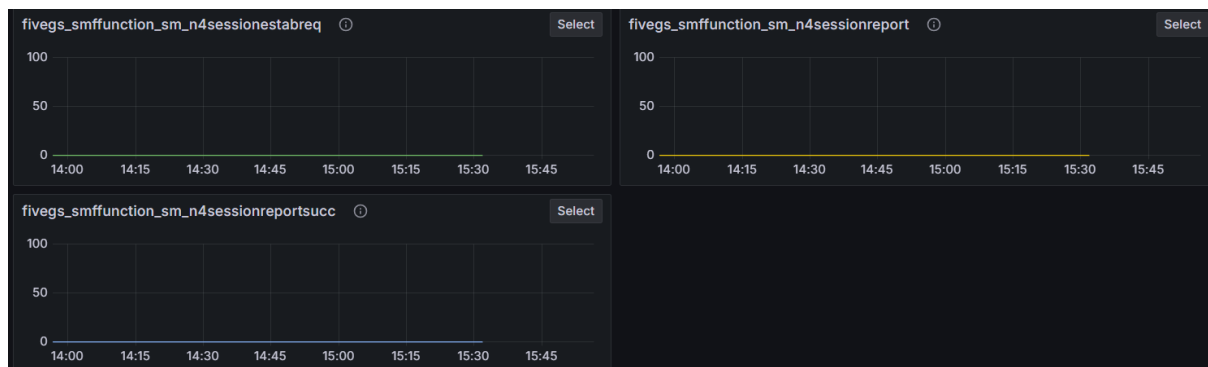 fivegs_smffunction_sm_n4sessionestabreq Select
100
50
0
14:00 14:15 14:30 14:45 15:00 15:15 15:30 15:45
fivegs_smffunction_sm_n4sessionreport Select
100
50
0
14:00 14:15 14:30 14:45 15:00 15:15 15:30 15:45
fivegs_smffunction_sm_n4sessionreportsucc Select
100
50
0
14:00 14:15 14:30 14:45 15:00 15:15 15:30 15:45